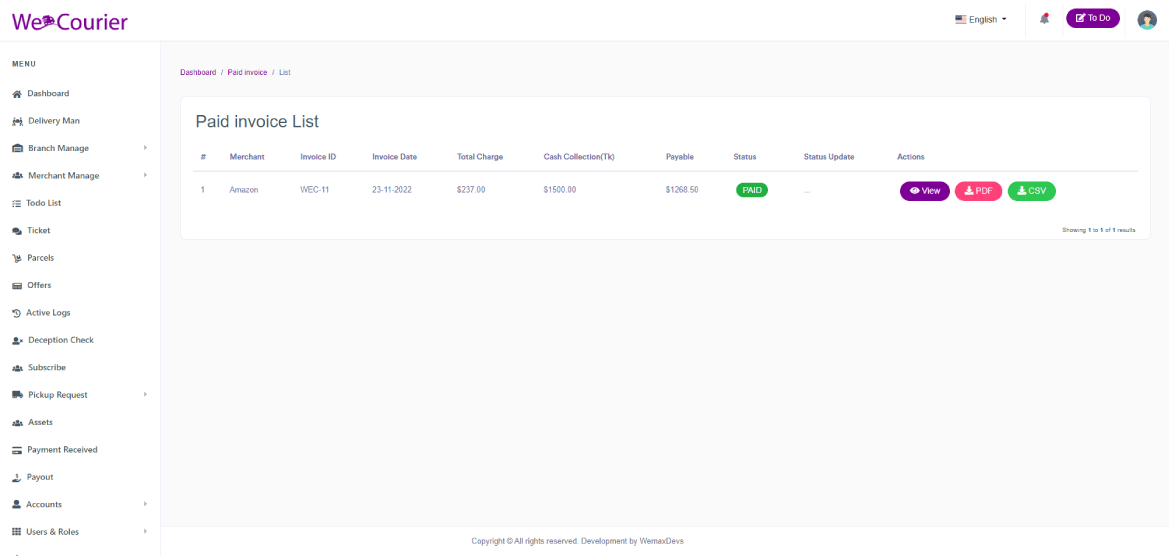 We Courier
English
To Do
MENU
Dashboard
Delivery Man
Branch Manage
Merchant Manage
Todo List
Ticket
Parcels
Offers
Active Logs
Deception Check
Subscribe
Pickup Request
Assets
Payment Received
Payout
Accounts
Users & Roles
Dashboard / Paid invoice / List
Paid invoice List
# Merchant Invoice ID Invoice Date Total Charge Cash Collection(Tk) Payable Status Status Update Actions
1 Amazon WEC-11 23-11-2022 $237.00 $1500.00 $1268.50 PAID ... View PDF CSV
Showing 1 to 1 of 1 results
Copyright © All rights reserved. Development by WemaxDevs